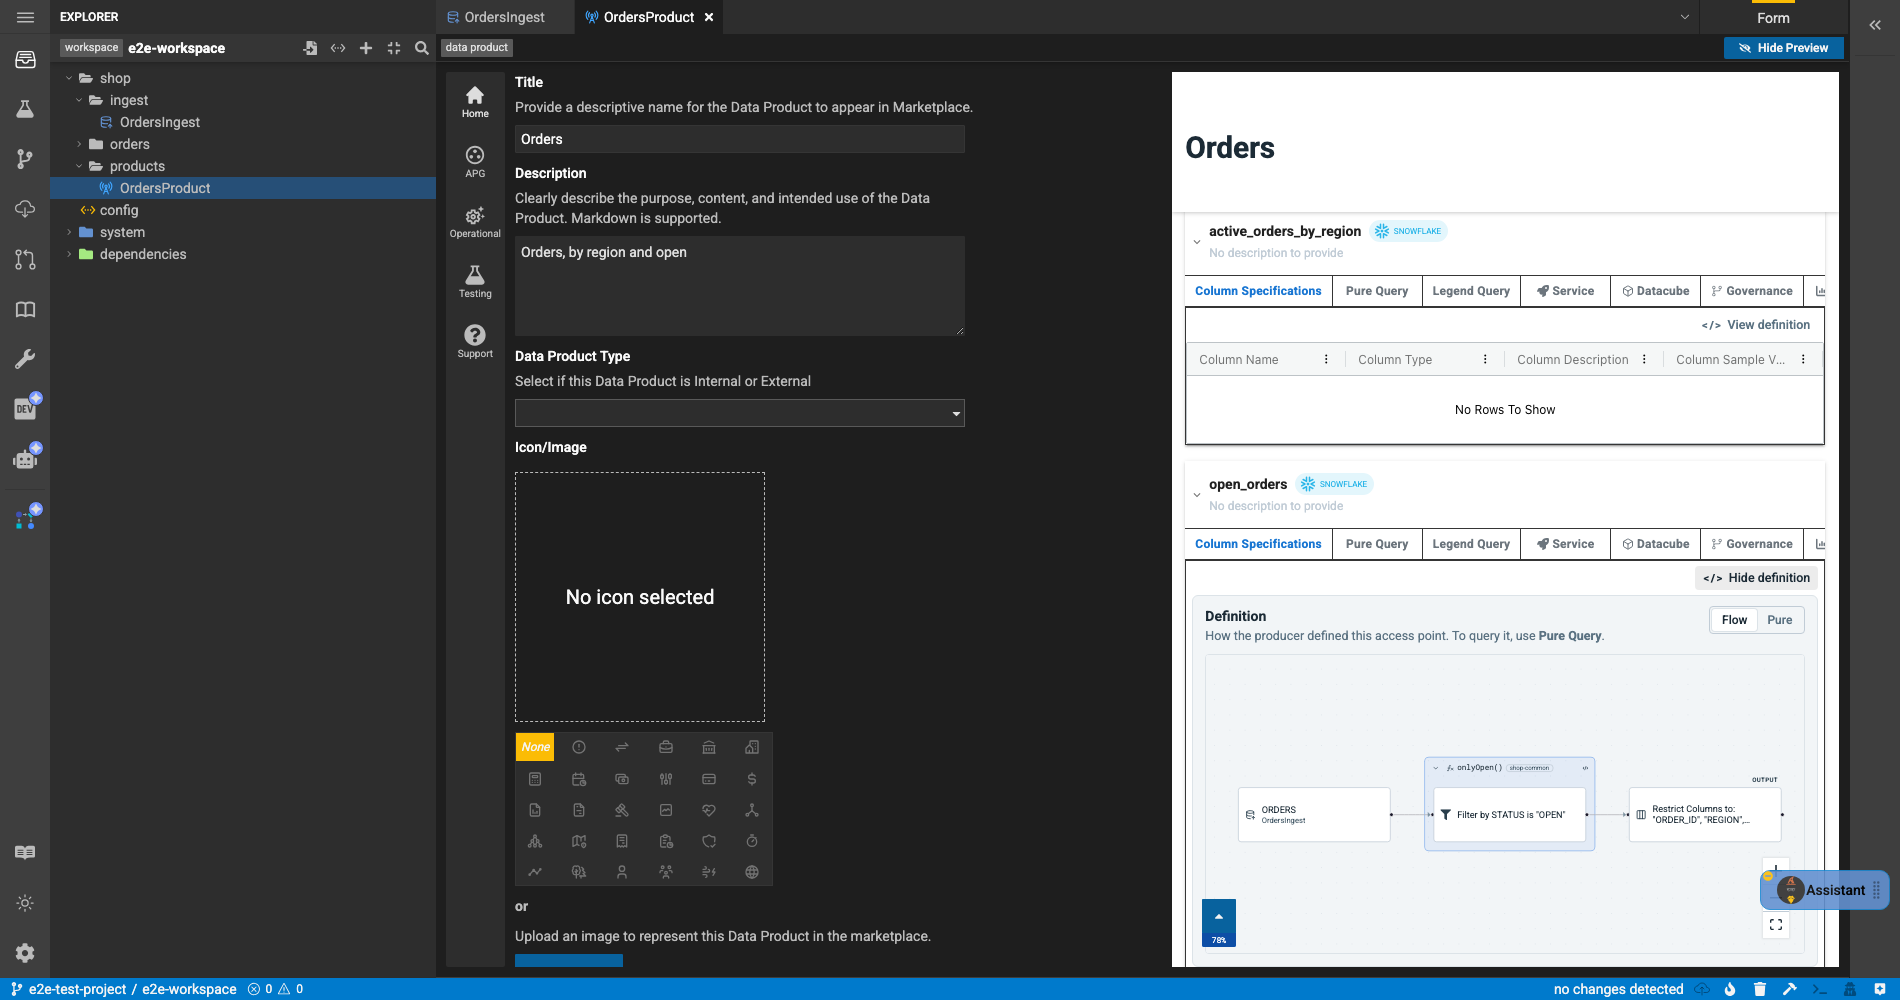 EXPLORER
OrdersIngest
OrdersProduct
Form
workspace
e2e-workspace
data product
Hide Preview
shop
ingest
OrdersIngest
orders
products
OrdersProduct
config
system
dependencies
DEV
Home
APG
Operational
Testing
Support
Title
Provide a descriptive name for the Data Product to appear in Marketplace.
Orders
Description
Clearly describe the purpose, content, and intended use of the Data
Product. Markdown is supported.
Orders, by region and open
Data Product Type
Select if this Data Product is Internal or External
Icon/Image
No icon selected
None
or
Upload an image to represent this Data Product in the marketplace.
Orders
active_orders_by_region
SNOWFLAKE
No description to provide
Column Specifications
Pure Query
Legend Query
Service
Datacube
Governance
</> View definition
Column Name
Column Type
Column Description
Column Sample V...
No Rows To Show
open_orders
SNOWFLAKE
No description to provide
Column Specifications
Pure Query
Legend Query
Service
Datacube
Governance
</> Hide definition
Definition
Flow
Pure
How the producer defined this access point. To query it, use Pure Query.
onlyOpen()
shop-common
OUTPUT
ORDERS
OrdersIngest
Filter by STATUS is "OPEN"
Restrict Columns to:
"ORDER_ID", "REGION",...
Assistant
78%
e2e-test-project / e2e-workspace
0
0
no changes detected